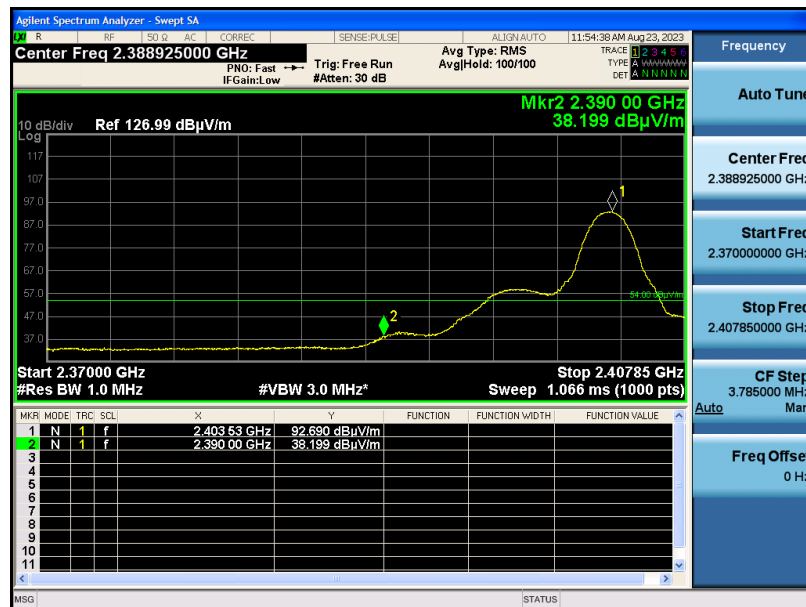 Agilent Spectrum Analyzer - Swept SA
LXI R RF 50 Ω AC CORREC SENSE:PULSE ALIGN AUTO 11:54:38 AM Aug 23, 2023
Center Freq 2.388925000 GHz
PNO: Fast
IFGain:Low
Trig: Free Run
#Atten: 30 dB
Avg Type: RMS
Avg|Hold: 100/100
TRACE 1 2 3 4 5 6
TYPE A WWWWW
DET A N N N N N
Mkr2 2.390 00 GHz
38.199 dBµV/m
10 dB/div Ref 126.99 dBµV/m
Log
117
107
97.0
87.0
77.0
67.0
57.0
47.0
37.0
1
2
54.00 dBµV/m
Start 2.37000 GHz Stop 2.40785 GHz
#Res BW 1.0 MHz #VBW 3.0 MHz* Sweep 1.066 ms (1000 pts)
MKR MODE TRC SCL X Y FUNCTION FUNCTION WIDTH FUNCTION VALUE
1 N 1 f 2.403 53 GHz 92.690 dBµV/m
2 N 1 f 2.390 00 GHz 38.199 dBµV/m
3
4
5
6
7
8
9
10
11
MSG STATUS
Frequency
Auto Tune
Center Freq
2.388925000 GHz
Start Freq
2.370000000 GHz
Stop Freq
2.407850000 GHz
CF Step
3.785000 MHz
Auto Man
Freq Offset
0 Hz